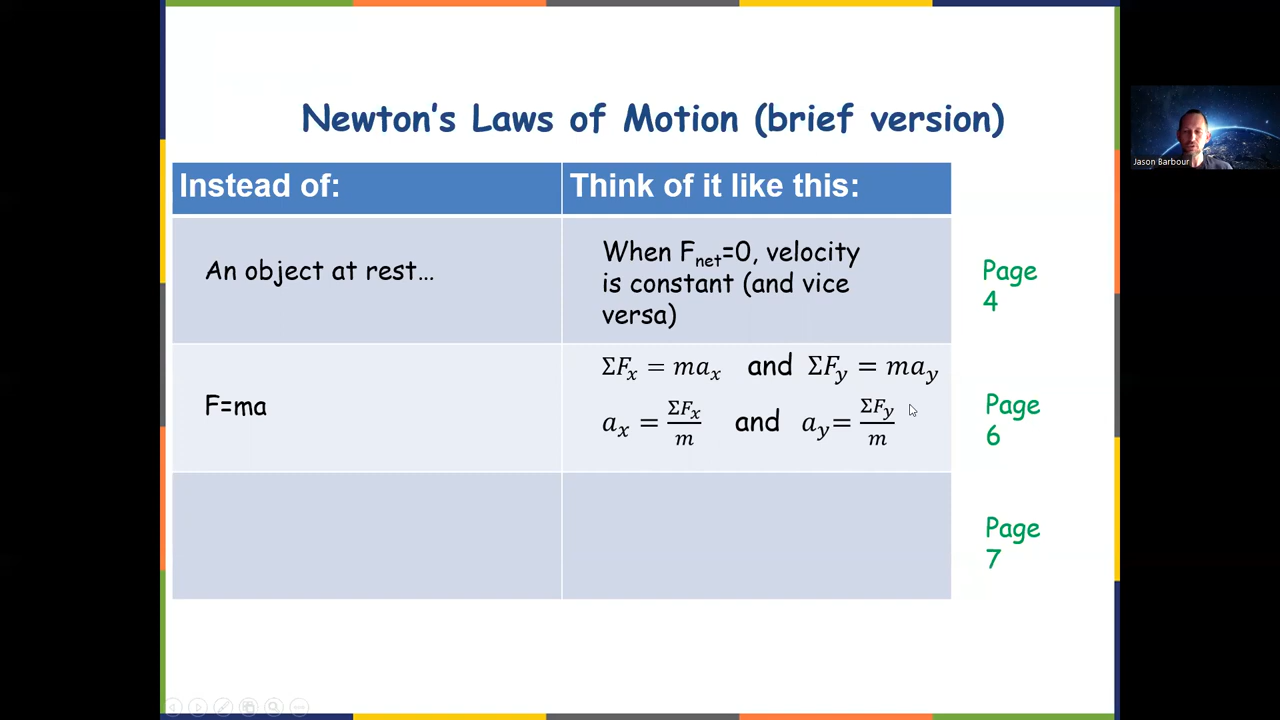 Newton's Laws of Motion (brief version)
Instead of:
Think of it like this:
An object at rest…
When Fnet=0, velocity
is constant (and vice
versa)
Page
4
F=ma
ΣFx = max and ΣFy = may
ax = ΣFx/m and ay= ΣFy/m
Page
6
Page
7
Jason Barbour